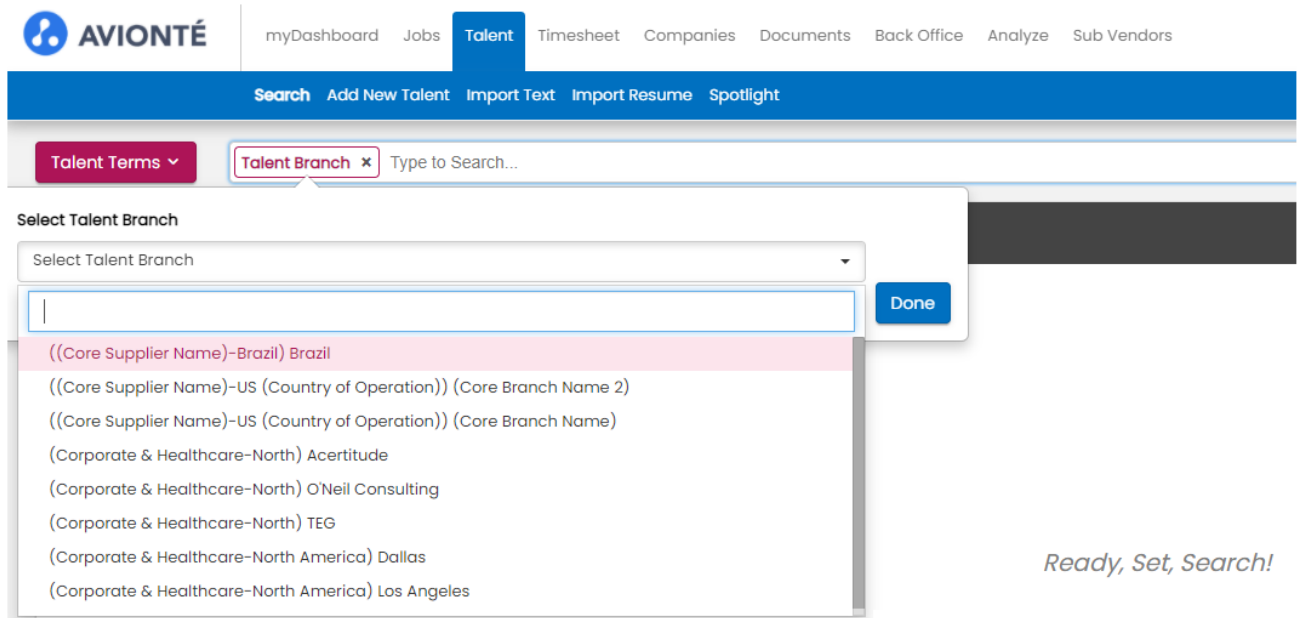 AVIONTÉ
myDashboard Jobs Talent Timesheet Companies Documents Back Office Analyze Sub Vendors
Search Add New Talent Import Text Import Resume Spotlight
Talent Terms Talent Branch × Type to Search...
Select Talent Branch
Select Talent Branch
Done
((Core Supplier Name)-Brazil) Brazil
((Core Supplier Name)-US (Country of Operation)) (Core Branch Name 2)
((Core Supplier Name)-US (Country of Operation)) (Core Branch Name)
(Corporate & Healthcare-North) Acertitude
(Corporate & Healthcare-North) O'Neil Consulting
(Corporate & Healthcare-North) TEG
(Corporate & Healthcare-North America) Dallas
(Corporate & Healthcare-North America) Los Angeles
Ready, Set, Search!